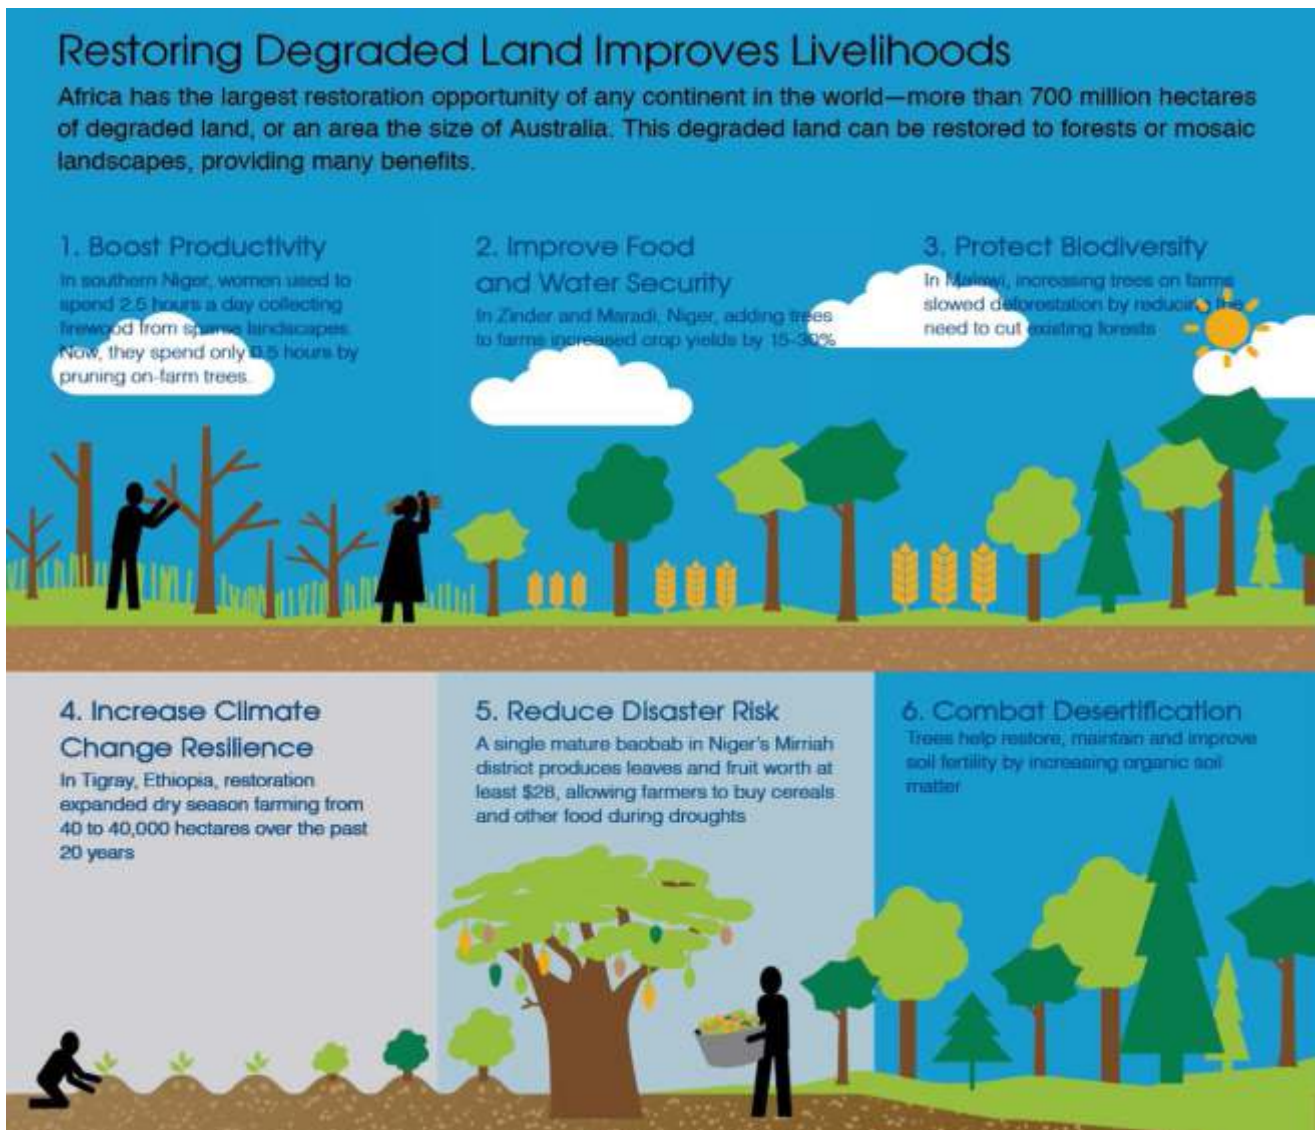 Restoring Degraded Land Improves Livelihoods
Africa has the largest restoration opportunity of any continent in the world—more than 700 million hectares
of degraded land, or an area the size of Australia. This degraded land can be restored to forests or mosaic
landscapes, providing many benefits.
1. Boost Productivity
In southern Niger, women used to
spend 2.5 hours a day collecting
firewood from sparse landscapes.
Now, they spend only 0.5 hours by
pruning on-farm trees.
2. Improve Food
and Water Security
In Zinder and Maradi, Niger, adding trees
to farms increased crop yields by 15-30%
3. Protect Biodiversity
In Malawi, increasing trees on farms
slowed deforestation by reducing the
need to cut existing forests
4. Increase Climate
Change Resilience
In Tigray, Ethiopia, restoration
expanded dry season farming from
40 to 40,000 hectares over the past
20 years
5. Reduce Disaster Risk
A single mature baobab in Niger's Mirriah
district produces leaves and fruit worth at
least $28, allowing farmers to buy cereals
and other food during droughts
6. Combat Desertification
Trees help restore, maintain and improve
soil fertility by increasing organic soil
matter